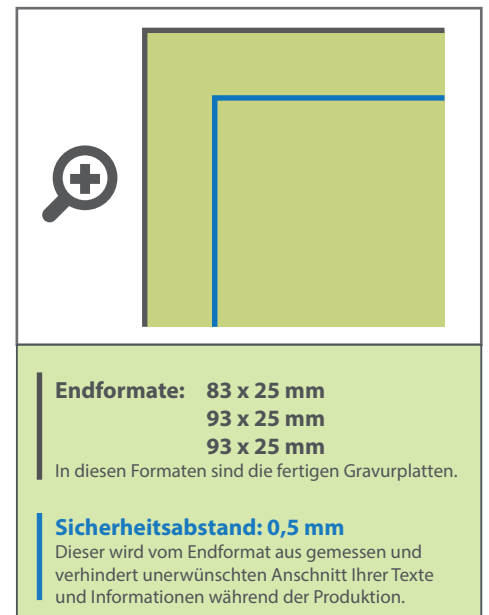 Endformate: 83 x 25 mm
93 x 25 mm
93 x 25 mm
In diesen Formaten sind die fertigen Gravurplatten.
Sicherheitsabstand: 0,5 mm
Dieser wird vom Endformat aus gemessen und
verhindert unerwünschten Anschnitt Ihrer Texte
und Informationen während der Produktion.